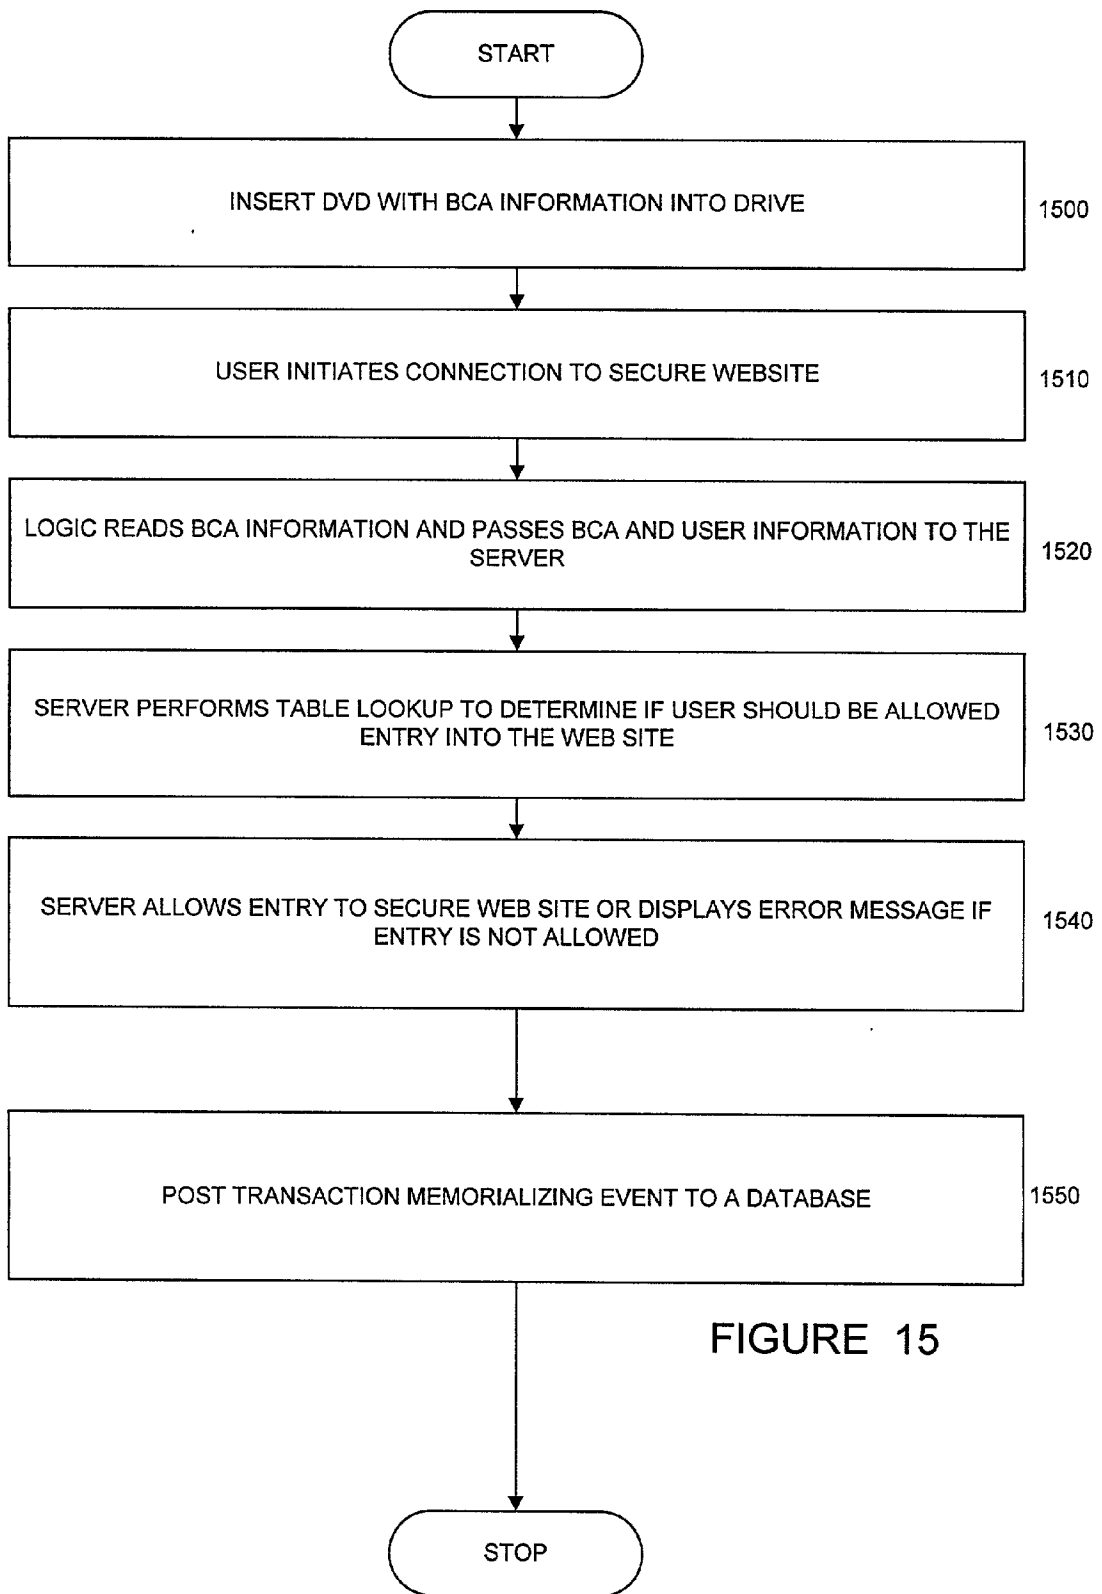 START
INSERT DVD WITH BCA INFORMATION INTO DRIVE
1500
USER INITIATES CONNECTION TO SECURE WEBSITE
1510
LOGIC READS BCA INFORMATION AND PASSES BCA AND USER INFORMATION TO THE
SERVER
1520
SERVER PERFORMS TABLE LOOKUP TO DETERMINE IF USER SHOULD BE ALLOWED
ENTRY INTO THE WEB SITE
1530
SERVER ALLOWS ENTRY TO SECURE WEB SITE OR DISPLAYS ERROR MESSAGE IF
ENTRY IS NOT ALLOWED
1540
POST TRANSACTION MEMORIALIZING EVENT TO A DATABASE
1550
FIGURE 15
STOP